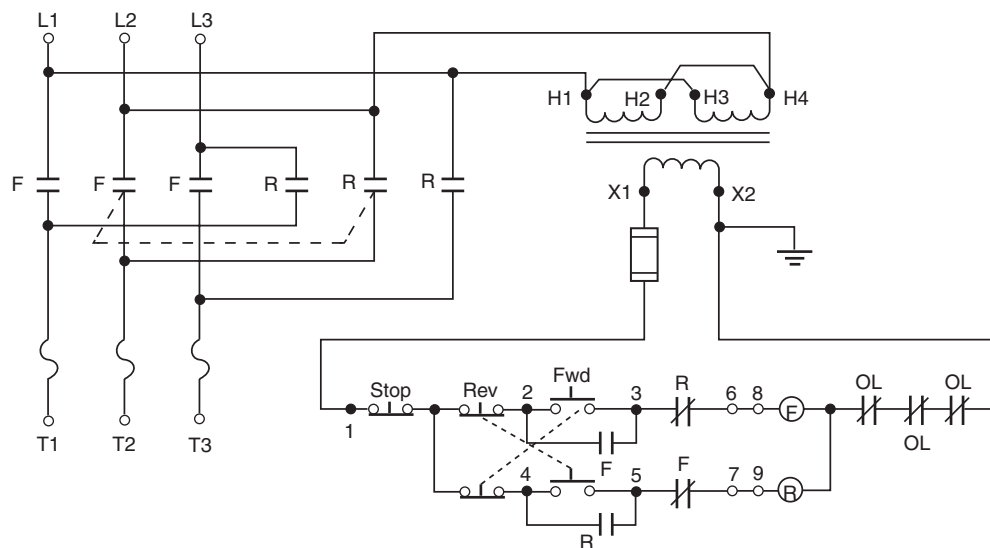 L1 L2 L3
H1 H2 H3 H4
F F F R R R
X1 X2
T1 T2 T3
Stop Rev 2 Fwd 3 R 6 8 F OL OL
1
OL
F
4 5 F 7 9 R
R